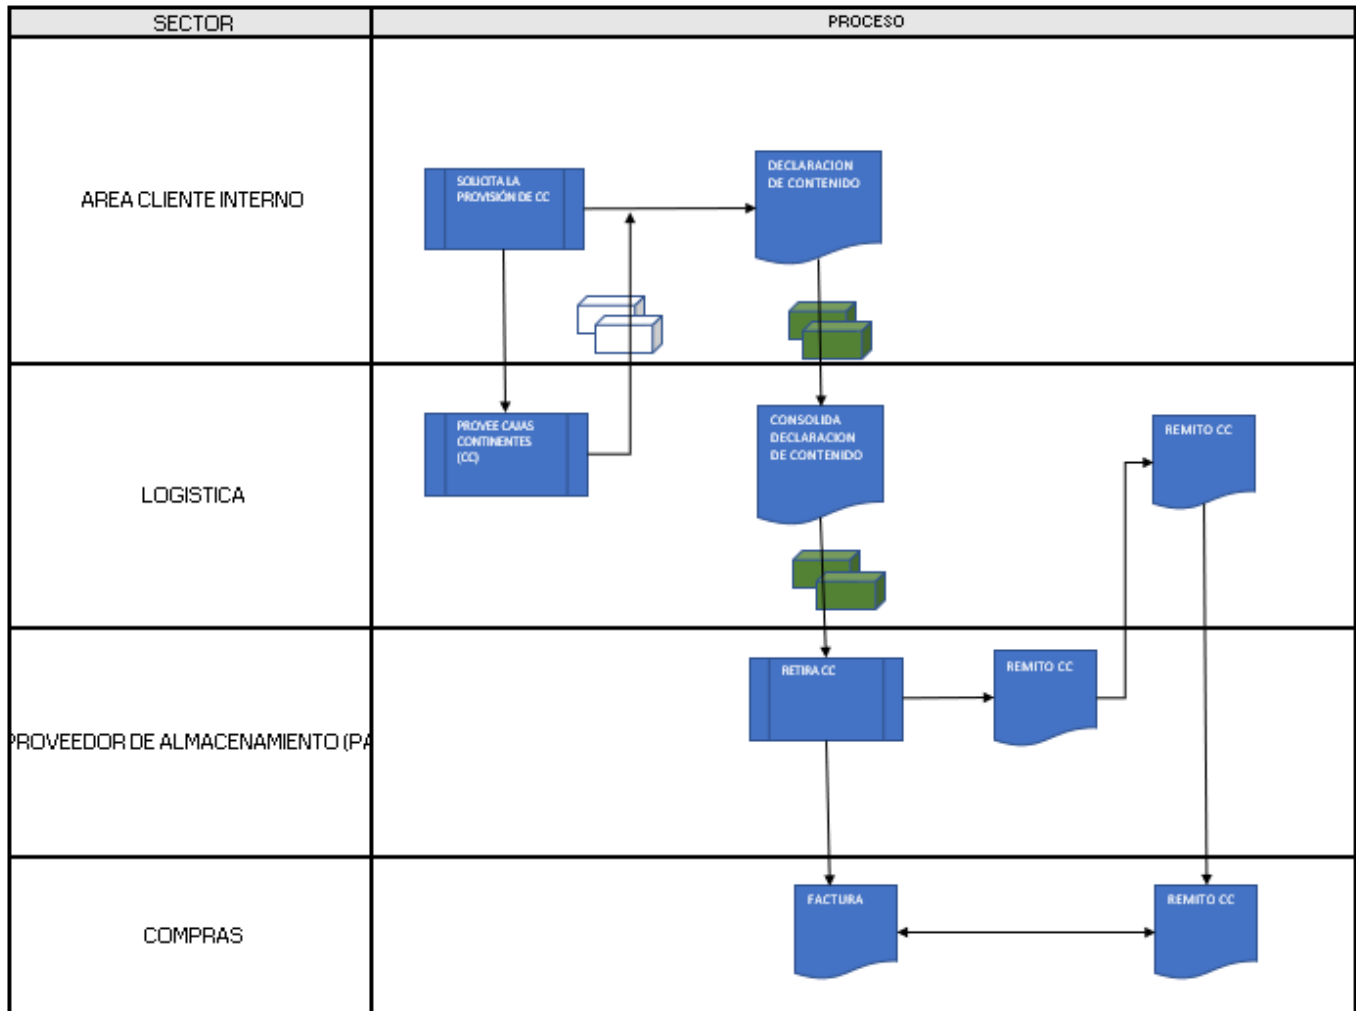 SECTOR
PROCESO
AREA CLIENTE INTERNO
SOLICITA LA
PROVISIÓN DE CC
DECLARACION
DE CONTENIDO
LOGISTICA
PROVEE CAJAS
CONTINENTES
(CC)
CONSOLIDA
DECLARACION
DE CONTENIDO
REMITO CC
PROVEEDOR DE ALMACENAMIENTO (PA
RETIRA CC
REMITO CC
COMPRAS
FACTURA
REMITO CC